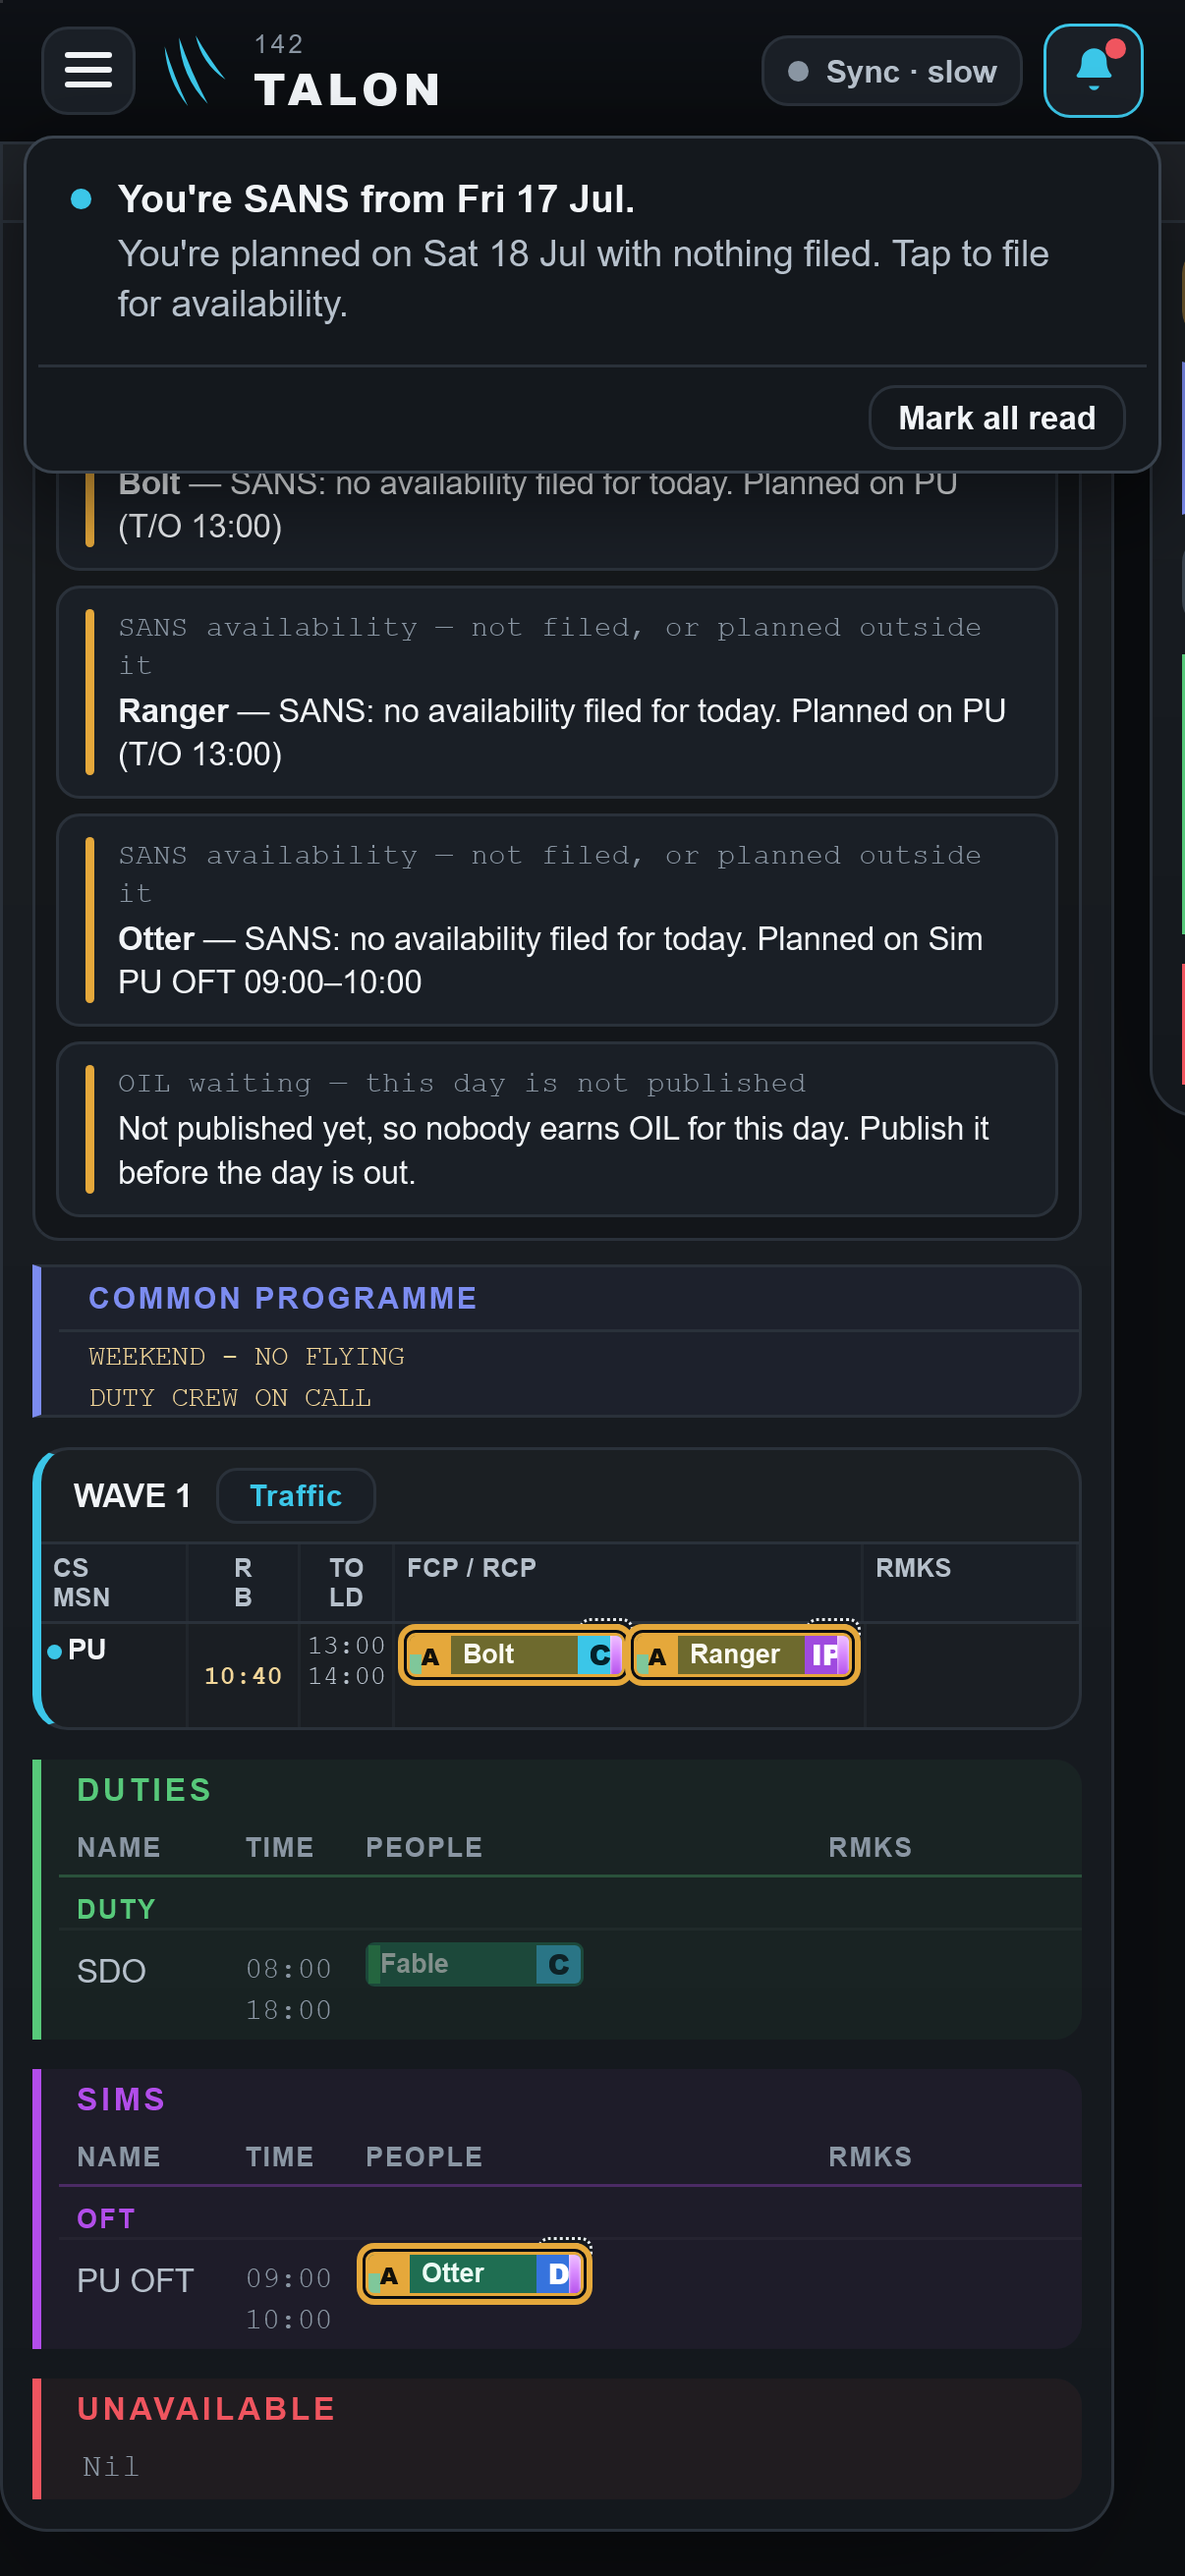 142
TALON
Sync · slow
You're SANS from Fri 17 Jul.
You're planned on Sat 18 Jul with nothing filed. Tap to file
for availability.
Mark all read
Bolt — SANS: no availability filed for today. Planned on PU
(T/O 13:00)
SANS availability — not filed, or planned outside
it
Ranger — SANS: no availability filed for today. Planned on PU
(T/O 13:00)
SANS availability — not filed, or planned outside
it
Otter — SANS: no availability filed for today. Planned on Sim
PU OFT 09:00–10:00
OIL waiting — this day is not published
Not published yet, so nobody earns OIL for this day. Publish it
before the day is out.
COMMON PROGRAMME
WEEKEND – NO FLYING
DUTY CREW ON CALL
WAVE 1 Traffic
CS R TO FCP / RCP RMKS
MSN B LD
PU 13:00 A Bolt C A Ranger IP
10:40 14:00
DUTIES
NAME TIME PEOPLE RMKS
DUTY
SDO 08:00 Fable C
18:00
SIMS
NAME TIME PEOPLE RMKS
OFT
PU OFT 09:00 A Otter D
10:00
UNAVAILABLE
Nil